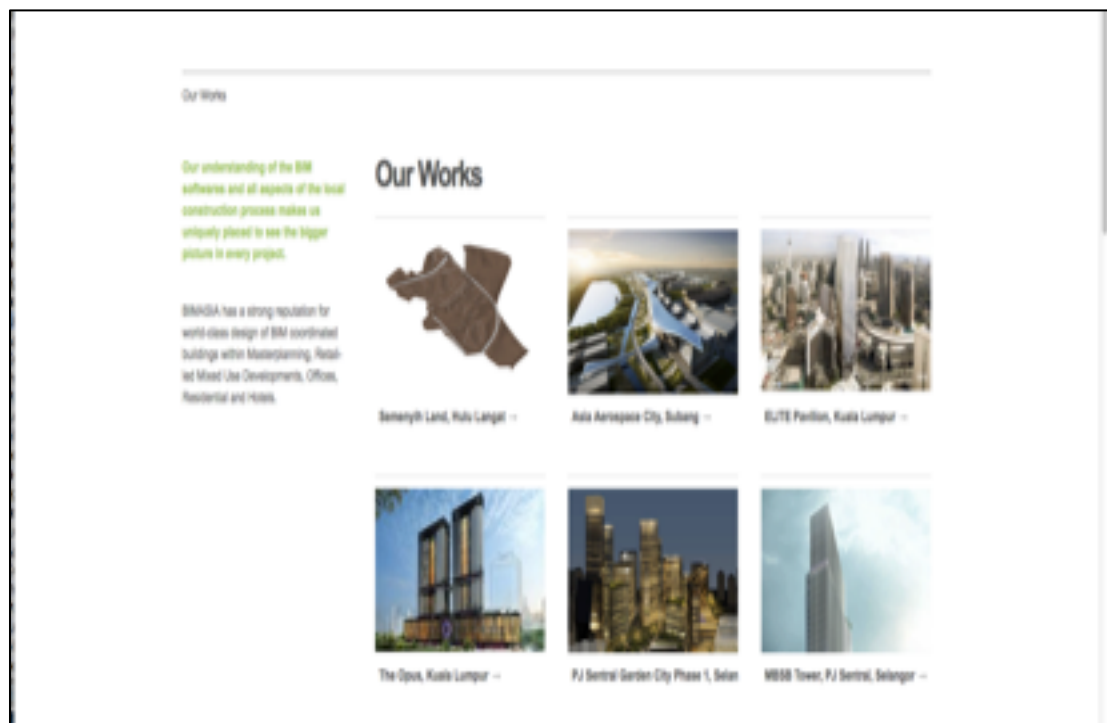 Our Works
Our understanding of the BIM
softwares and all aspects of the local
construction process makes us
uniquely placed to see the bigger
picture in every project.
BIMASIA has a strong reputation for
world-class design of BIM coordinated
buildings within Masterplanning, Retail-
led Mixed Use Developments, Offices,
Residential and Hotels.
Our Works
Semenyih Land, Hulu Langat →
Asia Aerospace City, Subang →
ELITE Pavilion, Kuala Lumpur →
The Opus, Kuala Lumpur →
PJ Sentral Garden City Phase 1, Selan
MBSB Tower, PJ Sentral, Selangor →